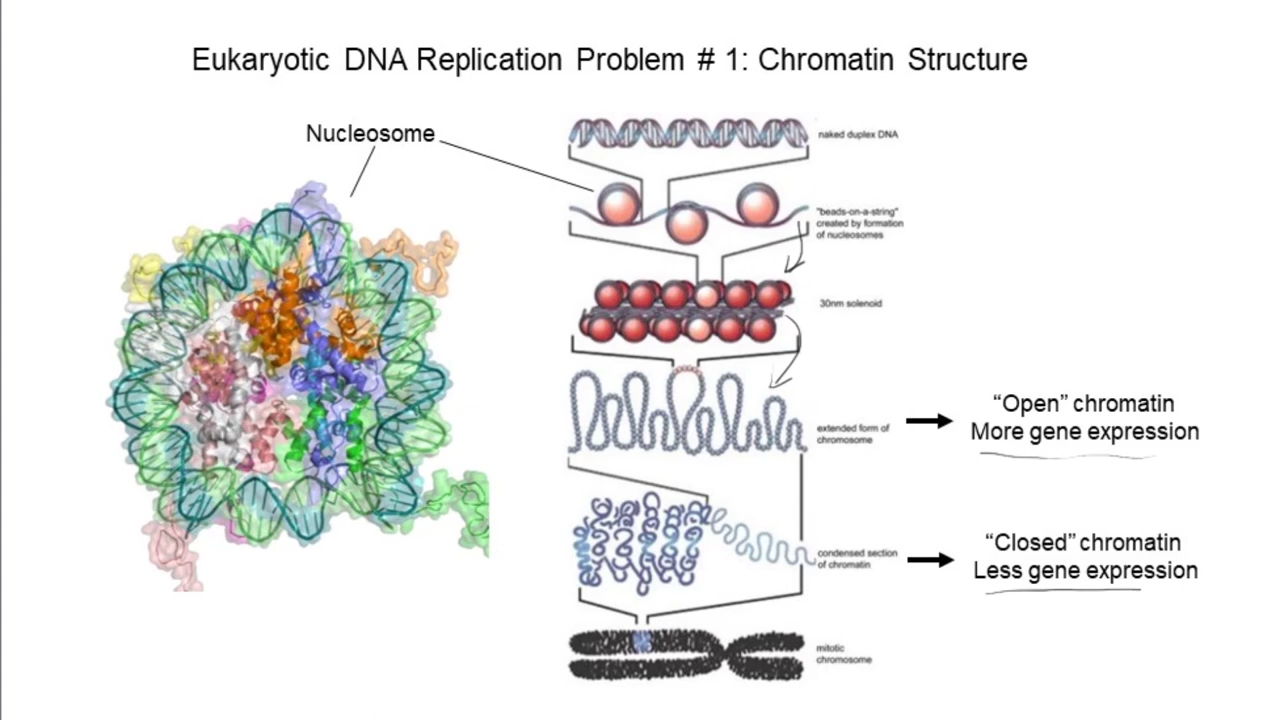 Eukaryotic DNA Replication Problem # 1: Chromatin Structure
Nucleosome
naked duplex DNA
"beads-on-a-string"
created by formation
of nucleosomes
30nm solenoid
extended form of
chromosome
“Open” chromatin
More gene expression
condensed section
of chromatin
“Closed” chromatin
Less gene expression
mitotic
chromosome